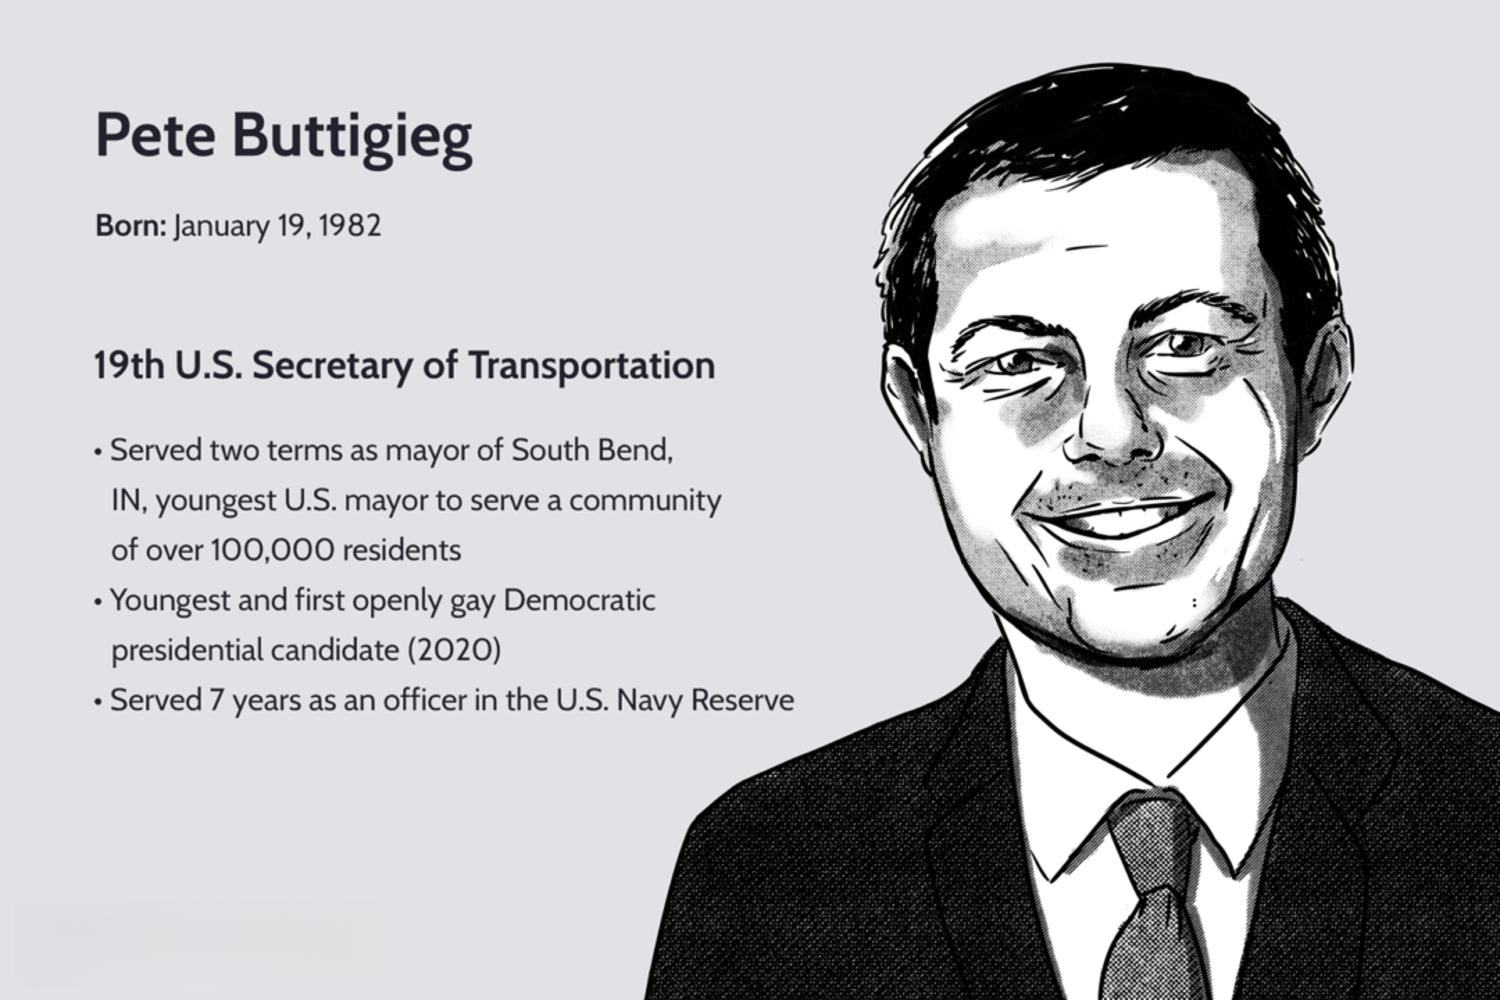 Pete Buttigieg
Born: January 19, 1982
19th U.S. Secretary of Transportation
• Served two terms as mayor of South Bend,
IN, youngest U.S. mayor to serve a community
of over 100,000 residents
• Youngest and first openly gay Democratic
presidential candidate (2020)
• Served 7 years as an officer in the U.S. Navy Reserve